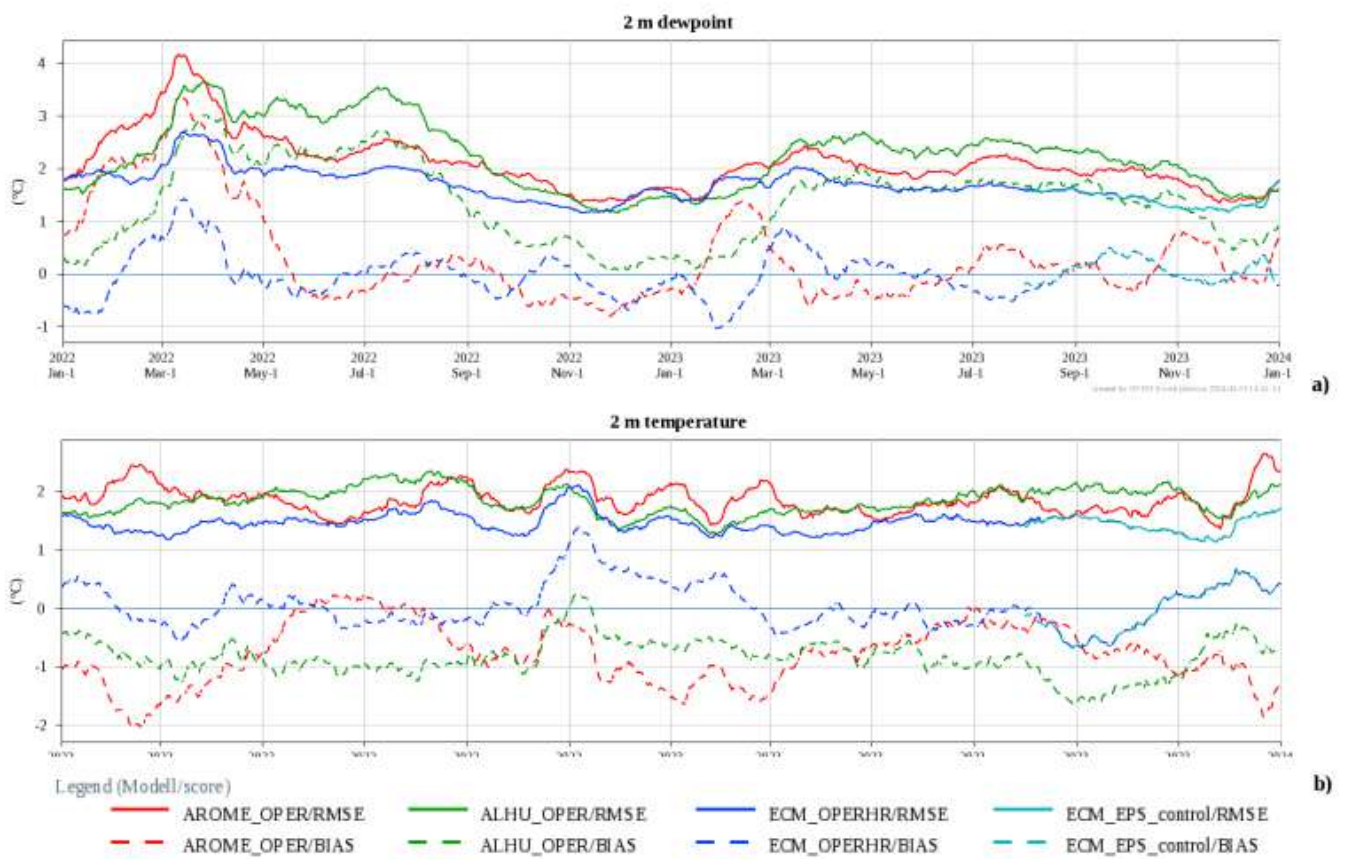 2 m dewpoint
4
3
2
1
0
-1
(°C)
2022 2022 2022 2022 2022 2022 2023 2023 2023 2023 2023 2023 2024
Jan-1 Mar-1 May-1 Jul-1 Sep-1 Nov-1 Jan-1 Mar-1 May-1 Jul-1 Sep-1 Nov-1 Jan-1
a)
2 m temperature
2
1
0
-1
-2
(°C)
b)
Legend (Modell/score)
AROME_OPER/RMSE ALHU_OPER/RMSE ECM_OPERHR/RMSE ECM_EPS_control/RMSE
AROME_OPER/BIAS ALHU_OPER/BIAS ECM_OPERHR/BIAS ECM_EPS_control/BIAS